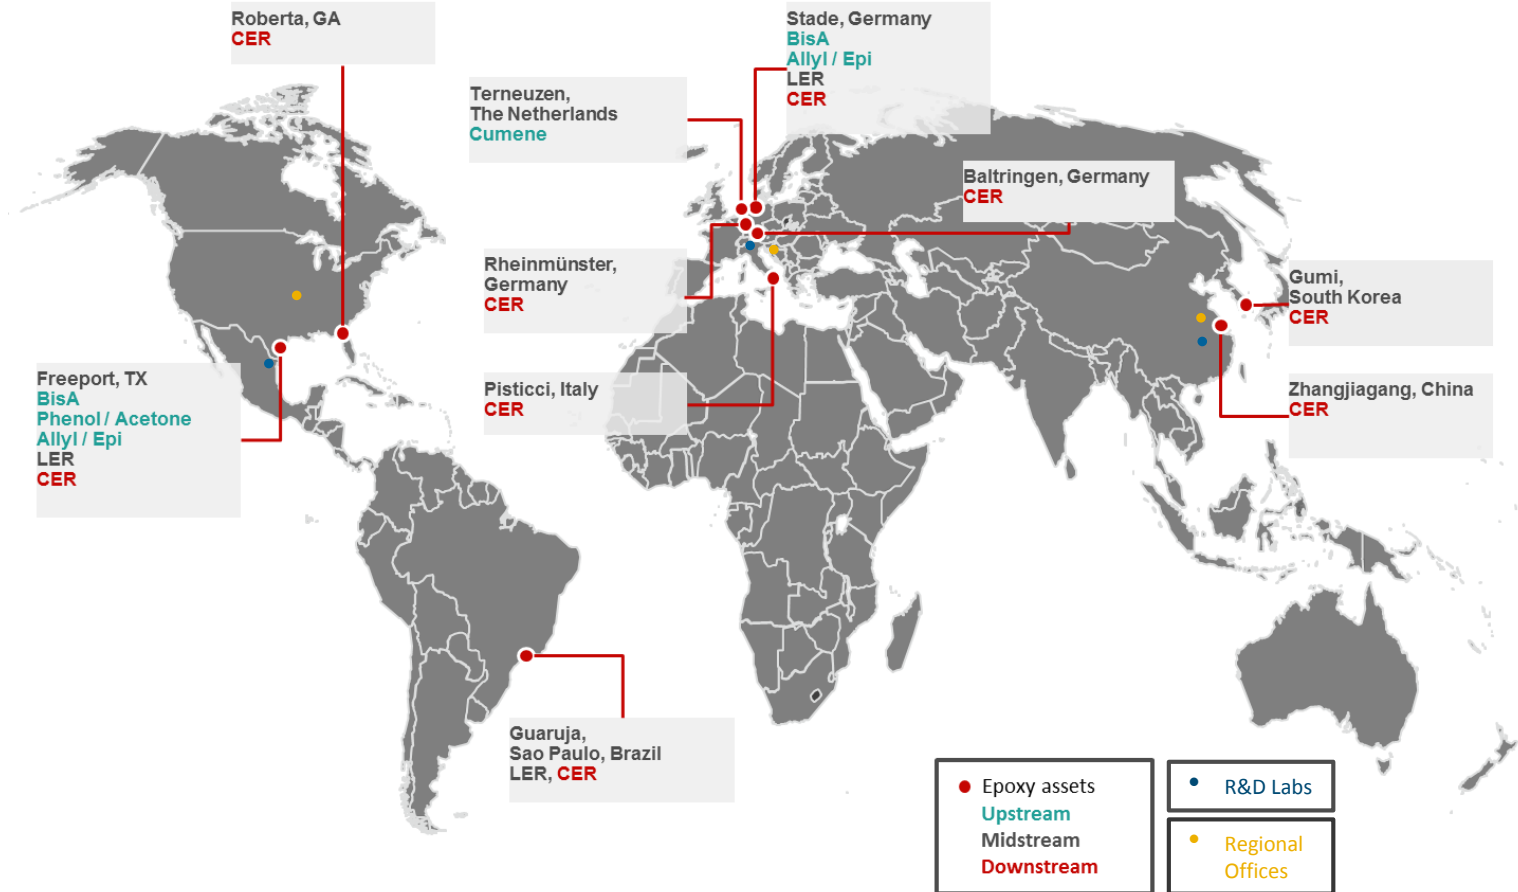 Roberta, GA
CER
Stade, Germany
BisA
Allyl / Epi
LER
CER
Terneuzen,
The Netherlands
Cumene
Baltringen, Germany
CER
Rheinmünster,
Germany
CER
Gumi,
South Korea
CER
Freeport, TX
BisA
Phenol / Acetone
Allyl / Epi
LER
CER
Pisticci, Italy
CER
Zhangjiagang, China
CER
Guaruja,
Sao Paulo, Brazil
LER, CER
Epoxy assets
Upstream
Midstream
Downstream
R&D Labs
Regional
Offices